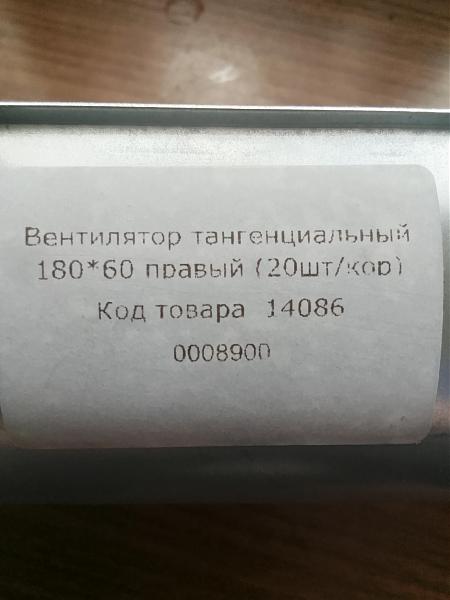 Вентилятор тангенциальный
180*60 правый (20шт/кор)
Код товара 14086
0008900